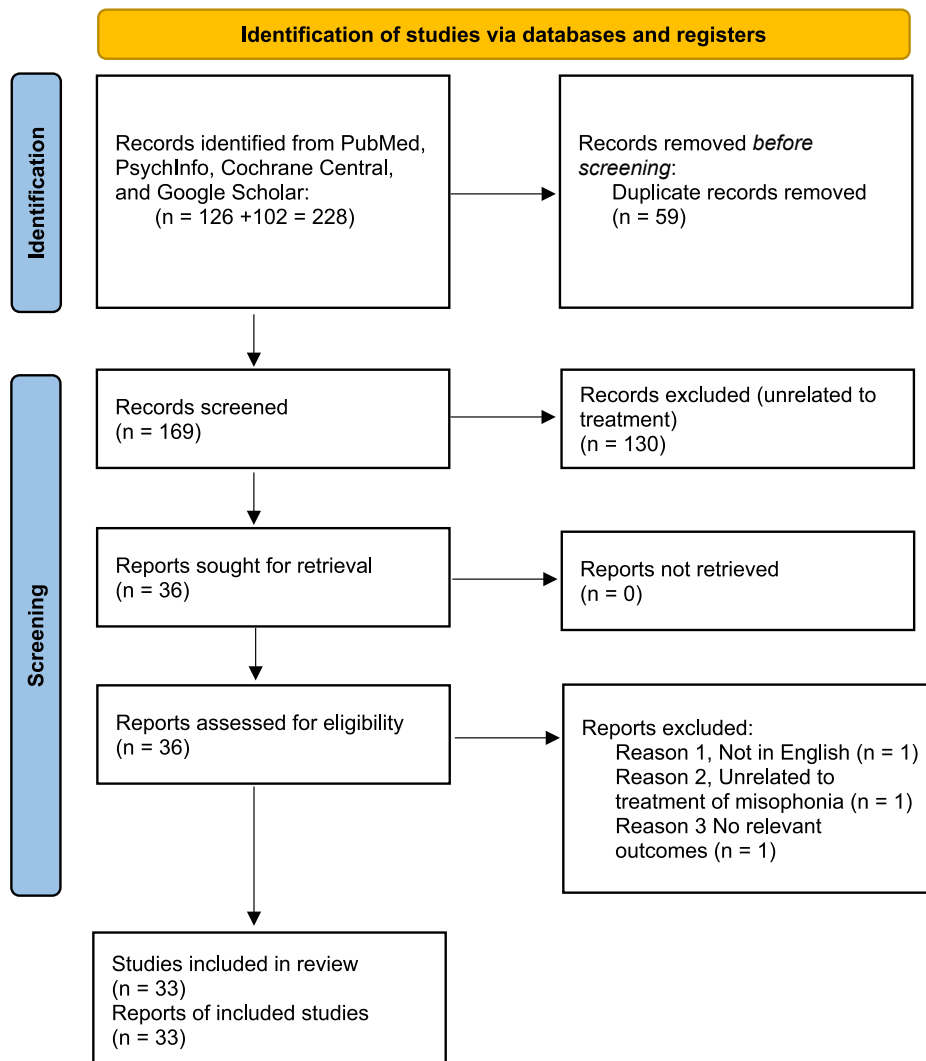 Identification of studies via databases and registers
Identification
Records identified from PubMed,
PsychInfo, Cochrane Central,
and Google Scholar:
(n = 126 +102 = 228)
Records removed before
screening:
Duplicate records removed
(n = 59)
Screening
Records screened
(n = 169)
Records excluded (unrelated to
treatment)
(n = 130)
Reports sought for retrieval
(n = 36)
Reports not retrieved
(n = 0)
Reports assessed for eligibility
(n = 36)
Reports excluded:
Reason 1, Not in English (n = 1)
Reason 2, Unrelated to
treatment of misophonia (n = 1)
Reason 3 No relevant
outcomes (n = 1)
Studies included in review
(n = 33)
Reports of included studies
(n = 33)